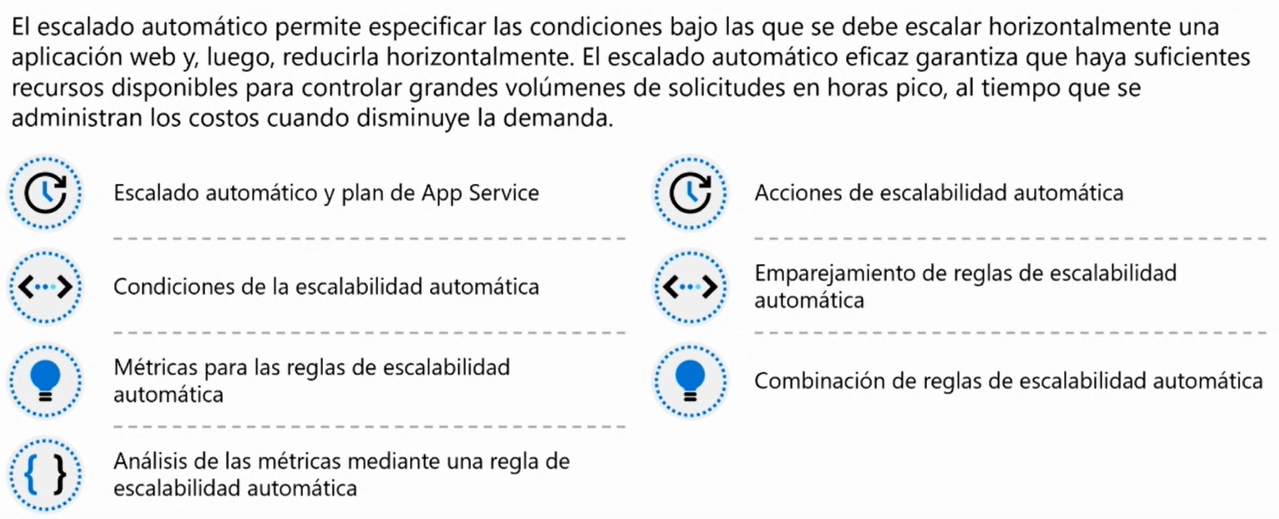 El escalado automático permite especificar las condiciones bajo las que se debe escalar horizontalmente una
aplicación web y, luego, reducirla horizontalmente. El escalado automático eficaz garantiza que haya suficientes
recursos disponibles para controlar grandes volúmenes de solicitudes en horas pico, al tiempo que se
administran los costos cuando disminuye la demanda.
Escalado automático y plan de App Service
Condiciones de la escalabilidad automática
Métricas para las reglas de escalabilidad
automática
Análisis de las métricas mediante una regla de
escalabilidad automática
Acciones de escalabilidad automática
Emparejamiento de reglas de escalabilidad
automática
Combinación de reglas de escalabilidad automática